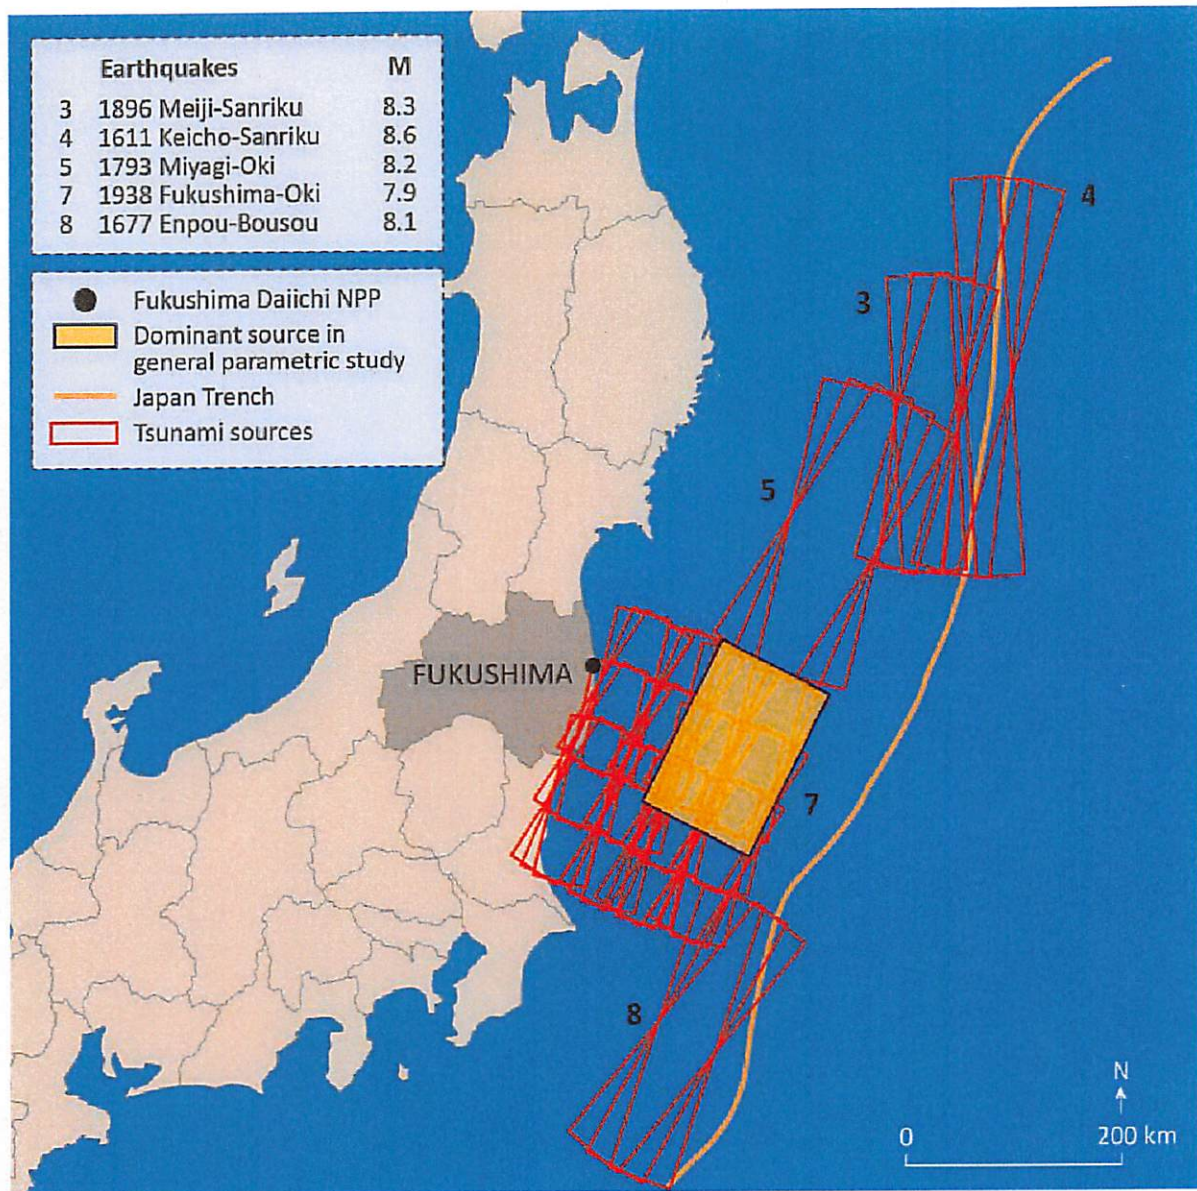 Earthquakes M
3 1896 Meiji-Sanriku 8.3
4 1611 Keicho-Sanriku 8.6
5 1793 Miyagi-Oki 8.2
7 1938 Fukushima-Oki 7.9
8 1677 Enpou-Bousou 8.1
Fukushima Daiichi NPP
Dominant source in
general parametric study
Japan Trench
Tsunami sources
4
3
5
FUKUSHIMA
7
8
N
0 200 km